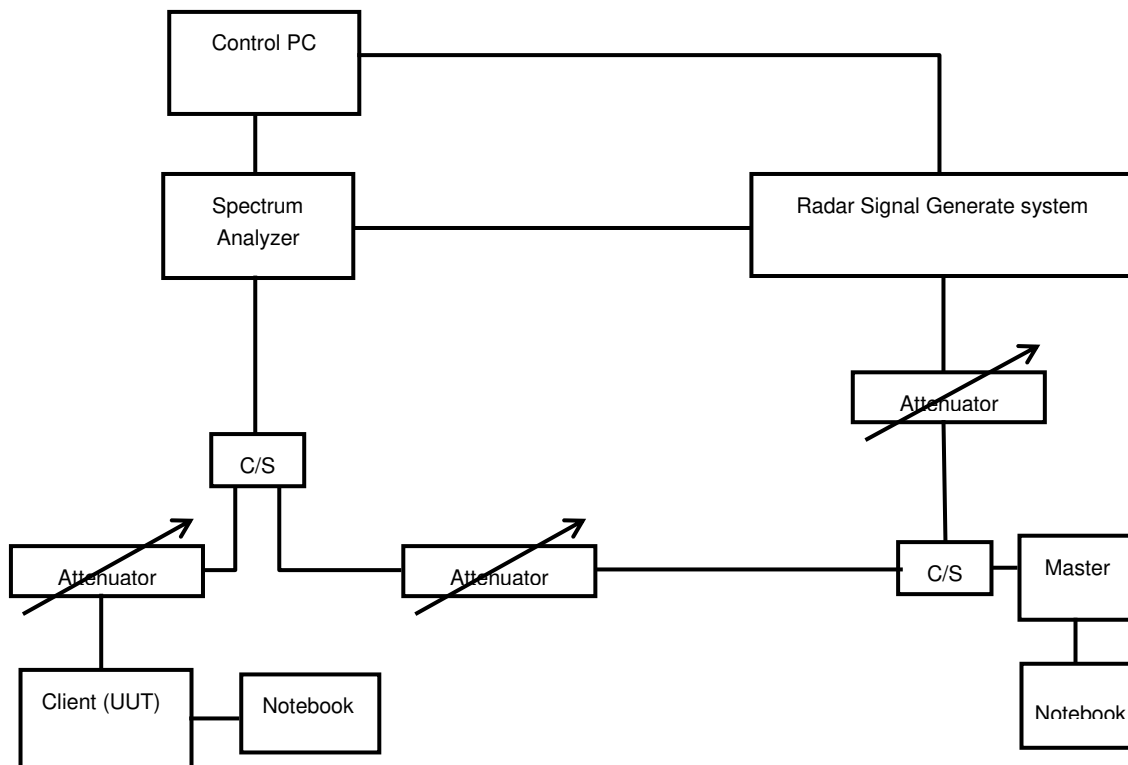 Control PC
Spectrum
Analyzer
Radar Signal Generate system
Attenuator
C/S
Attenuator
Attenuator
C/S
Master
Client (UUT)
Notebook
Notebook